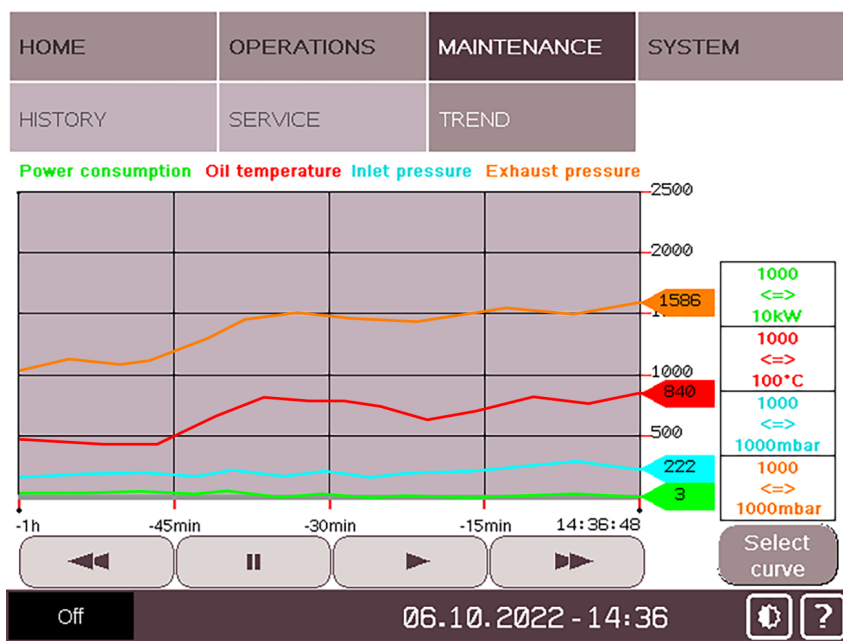 HOME OPERATIONS MAINTENANCE SYSTEM
HISTORY SERVICE TREND
Power consumption Oil temperature Inlet pressure Exhaust pressure
2500
2000
1586
1000
840
500
222
3
1000
<=>
10kW
1000
<=>
100°C
1000
<=>
1000mbar
1000
<=>
1000mbar
-1h -45min -30min -15min 14:36:48
Select
curve
Off 06.10.2022 - 14:36 ?